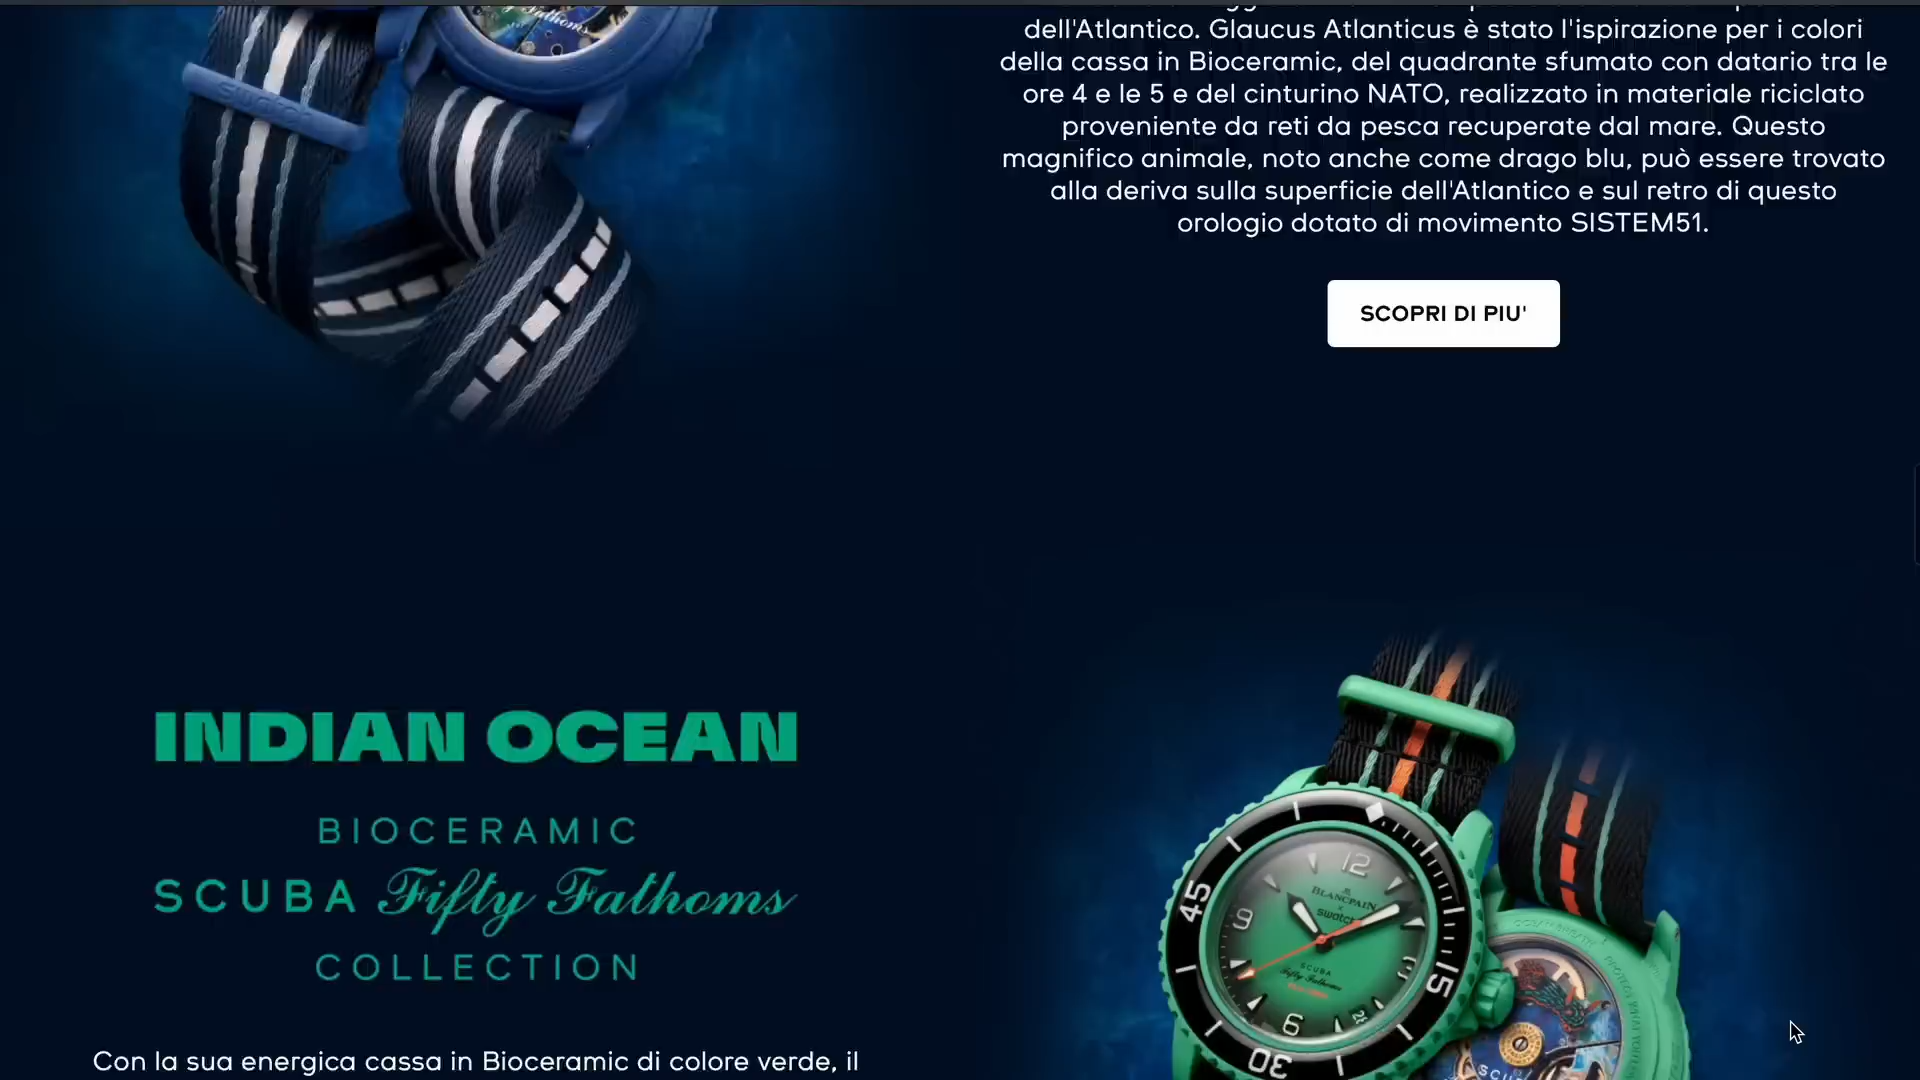 Fathoms
dell'Atlantico. Glaucus Atlanticus è stato l'ispirazione per i colori
della cassa in Bioceramic, del quadrante sfumato con datario tra le
ore 4 e le 5 e del cinturino NATO, realizzato in materiale riciclato
proveniente da reti da pesca recuperate dal mare. Questo
magnifico animale, noto anche come drago blu, può essere trovato
alla deriva sulla superficie dell'Atlantico e sul retro di questo
orologio dotato di movimento SISTEM51.
SCOPRI DI PIU'
INDIAN OCEAN
BIOCERAMIC
SCUBA Fifty Fathoms
COLLECTION
Con la sua energica cassa in Bioceramic di colore verde, il
12
BLANCPAIN
×
swatch
45
9
15
SCUBA
Fifty Fathoms
6
30